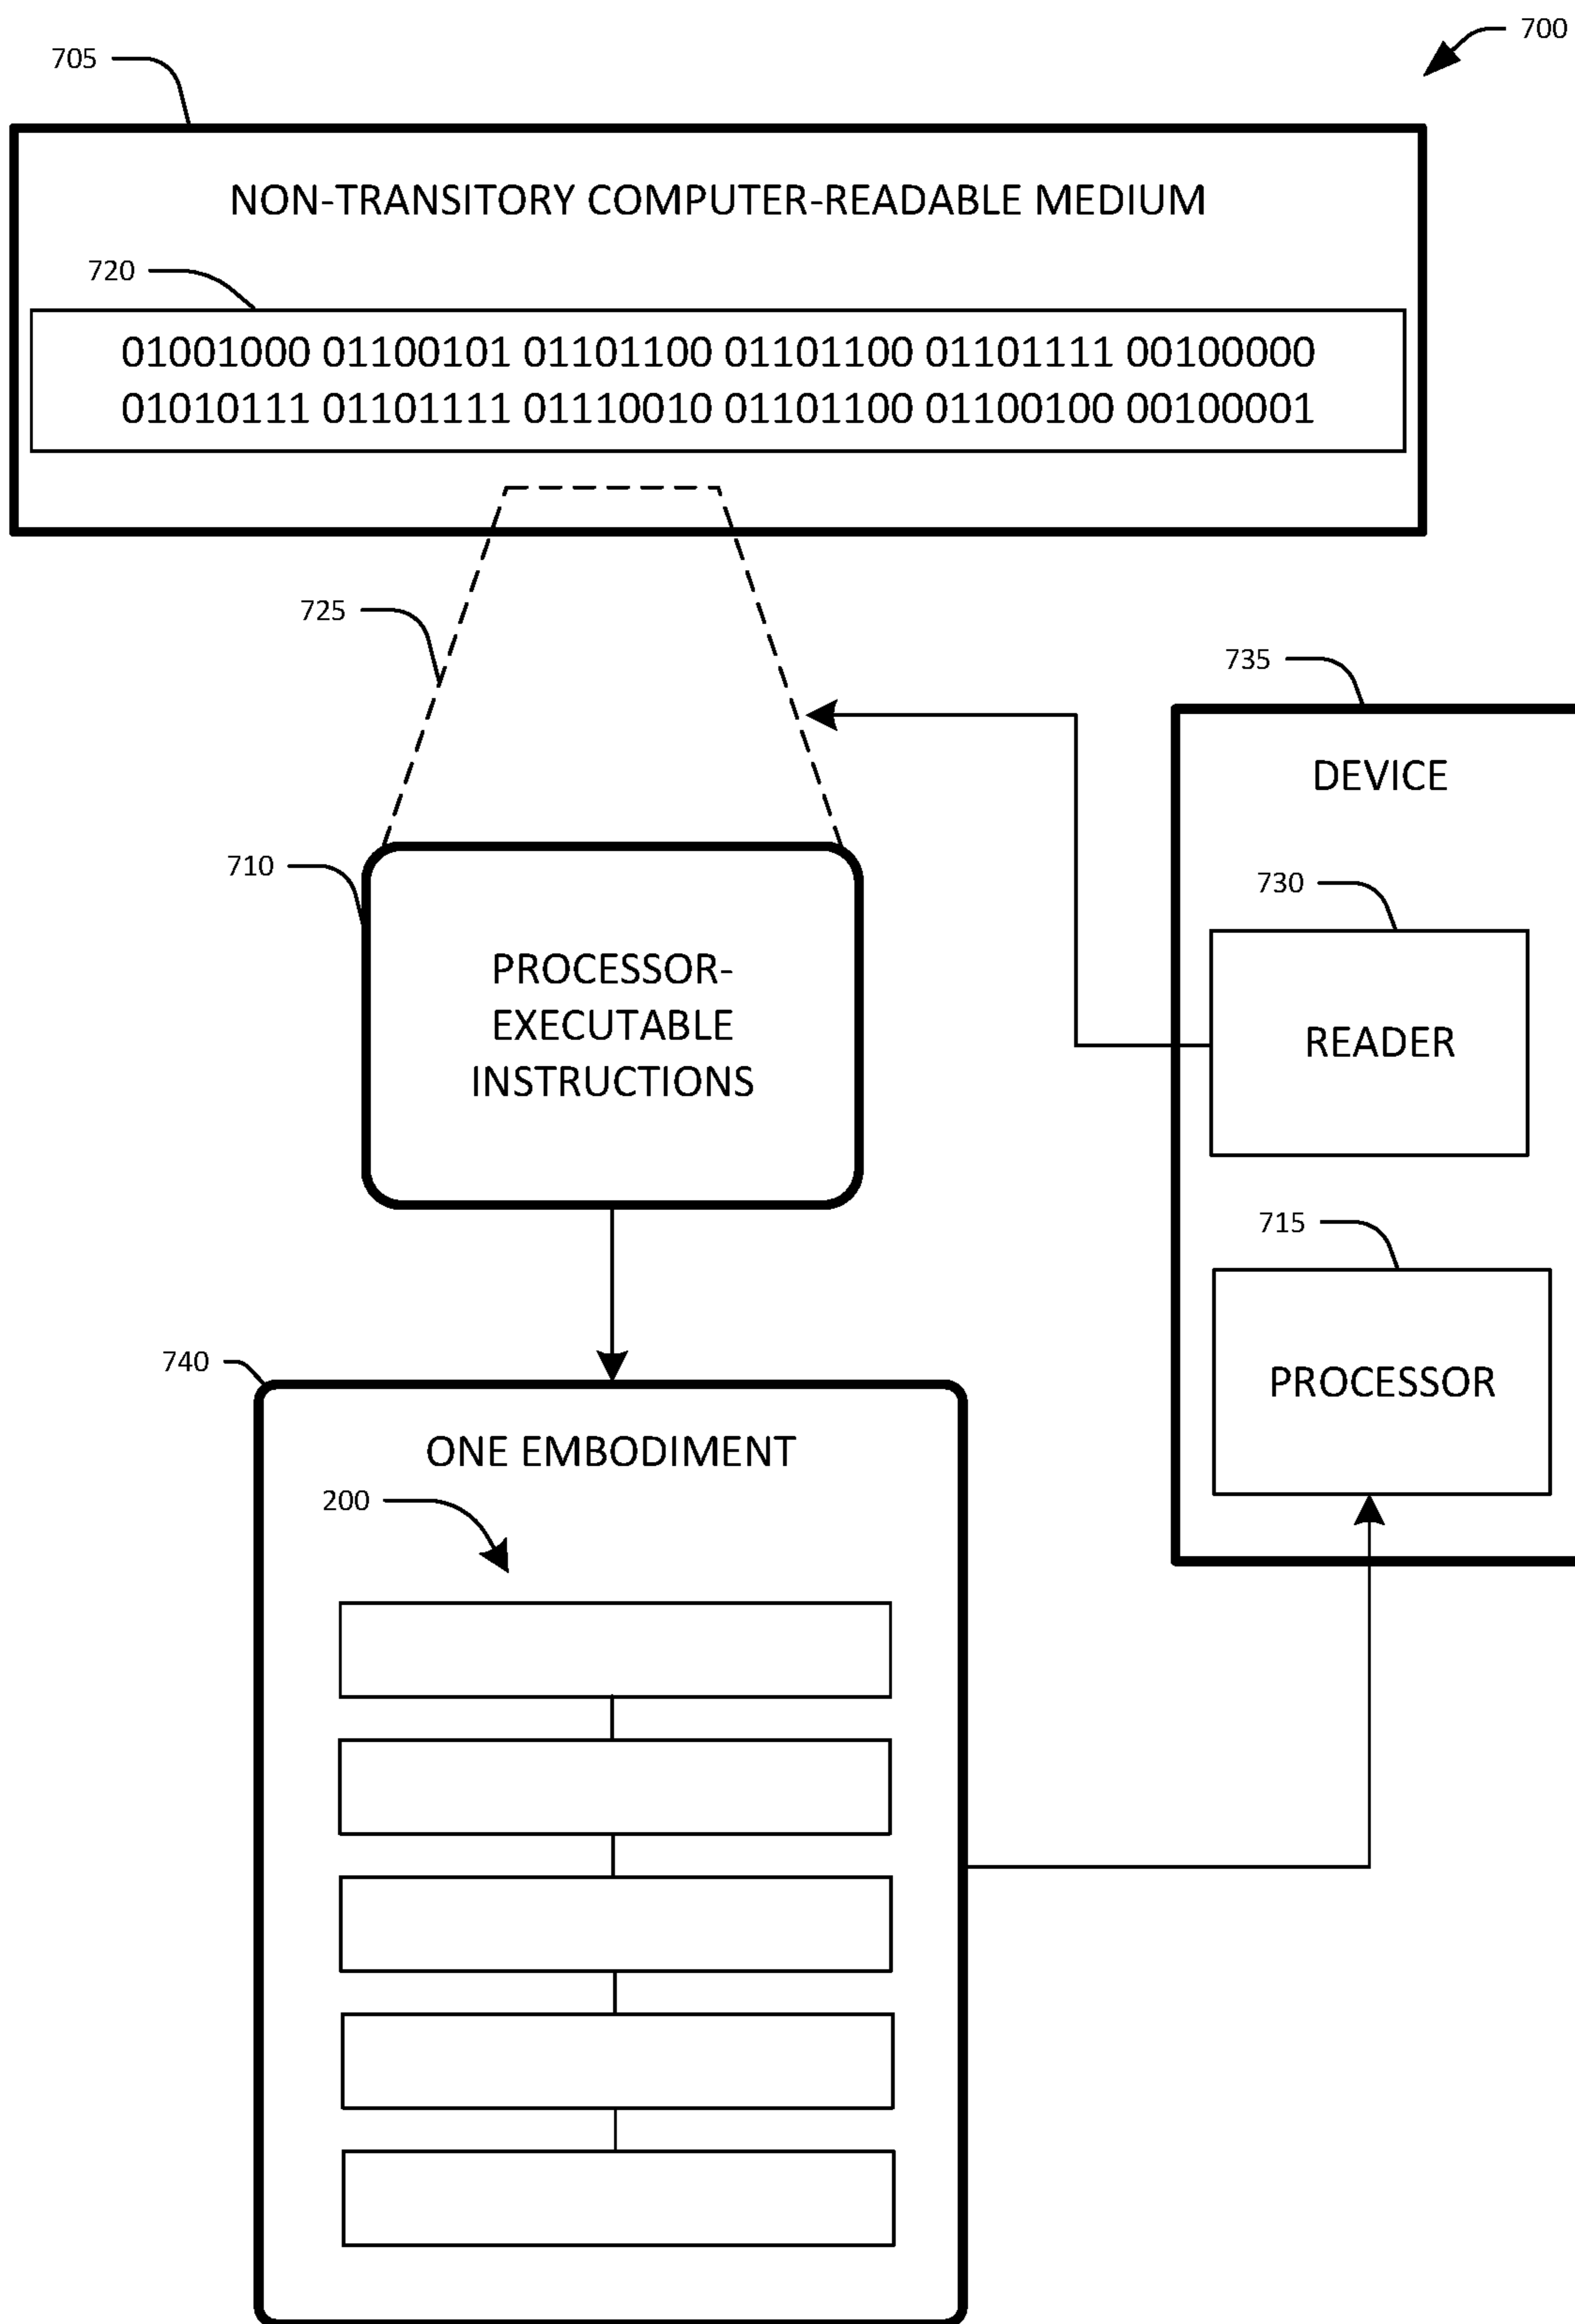 700
705
NON-TRANSITORY COMPUTER-READABLE MEDIUM
720
01001000 01100101 01101100 01101100 01101111 00100000
01010111 01101111 01110010 01101100 01100100 00100001
725
735
DEVICE
710
730
PROCESSOR-
EXECUTABLE
INSTRUCTIONS
READER
715
740
PROCESSOR
ONE EMBODIMENT
200